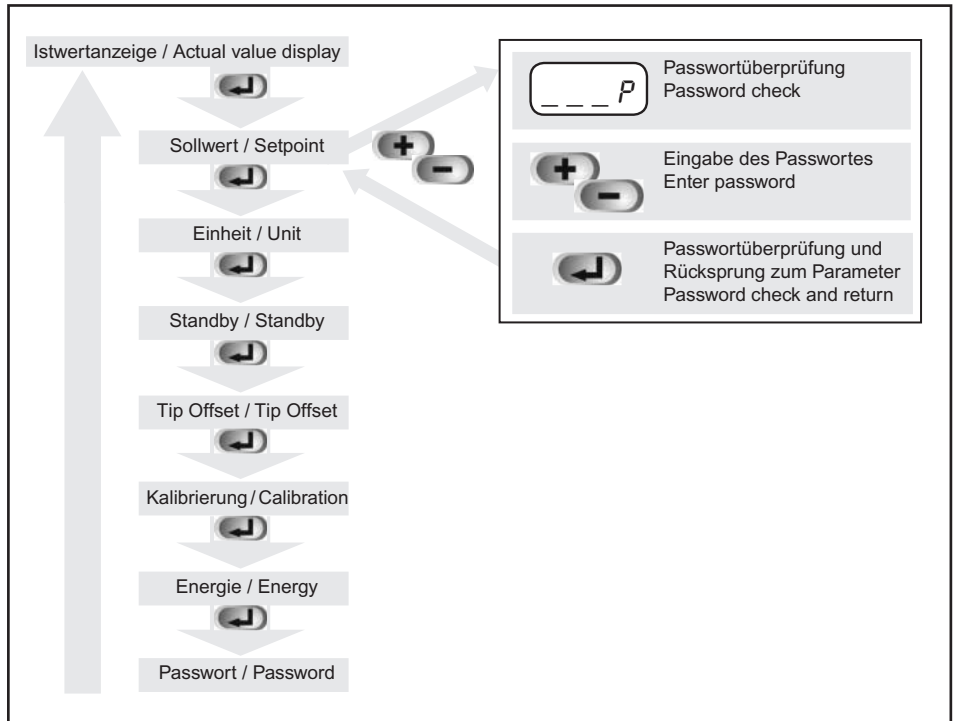 Istwertanzeige / Actual value display
Sollwert / Setpoint
Einheit / Unit
Standby / Standby
Tip Offset / Tip Offset
Kalibrierung / Calibration
Energie / Energy
Passwort / Password
_ _ _ P
Passwortüberprüfung
Password check
Eingabe des Passwortes
Enter password
Passwortüberprüfung und
Rücksprung zum Parameter
Password check and return